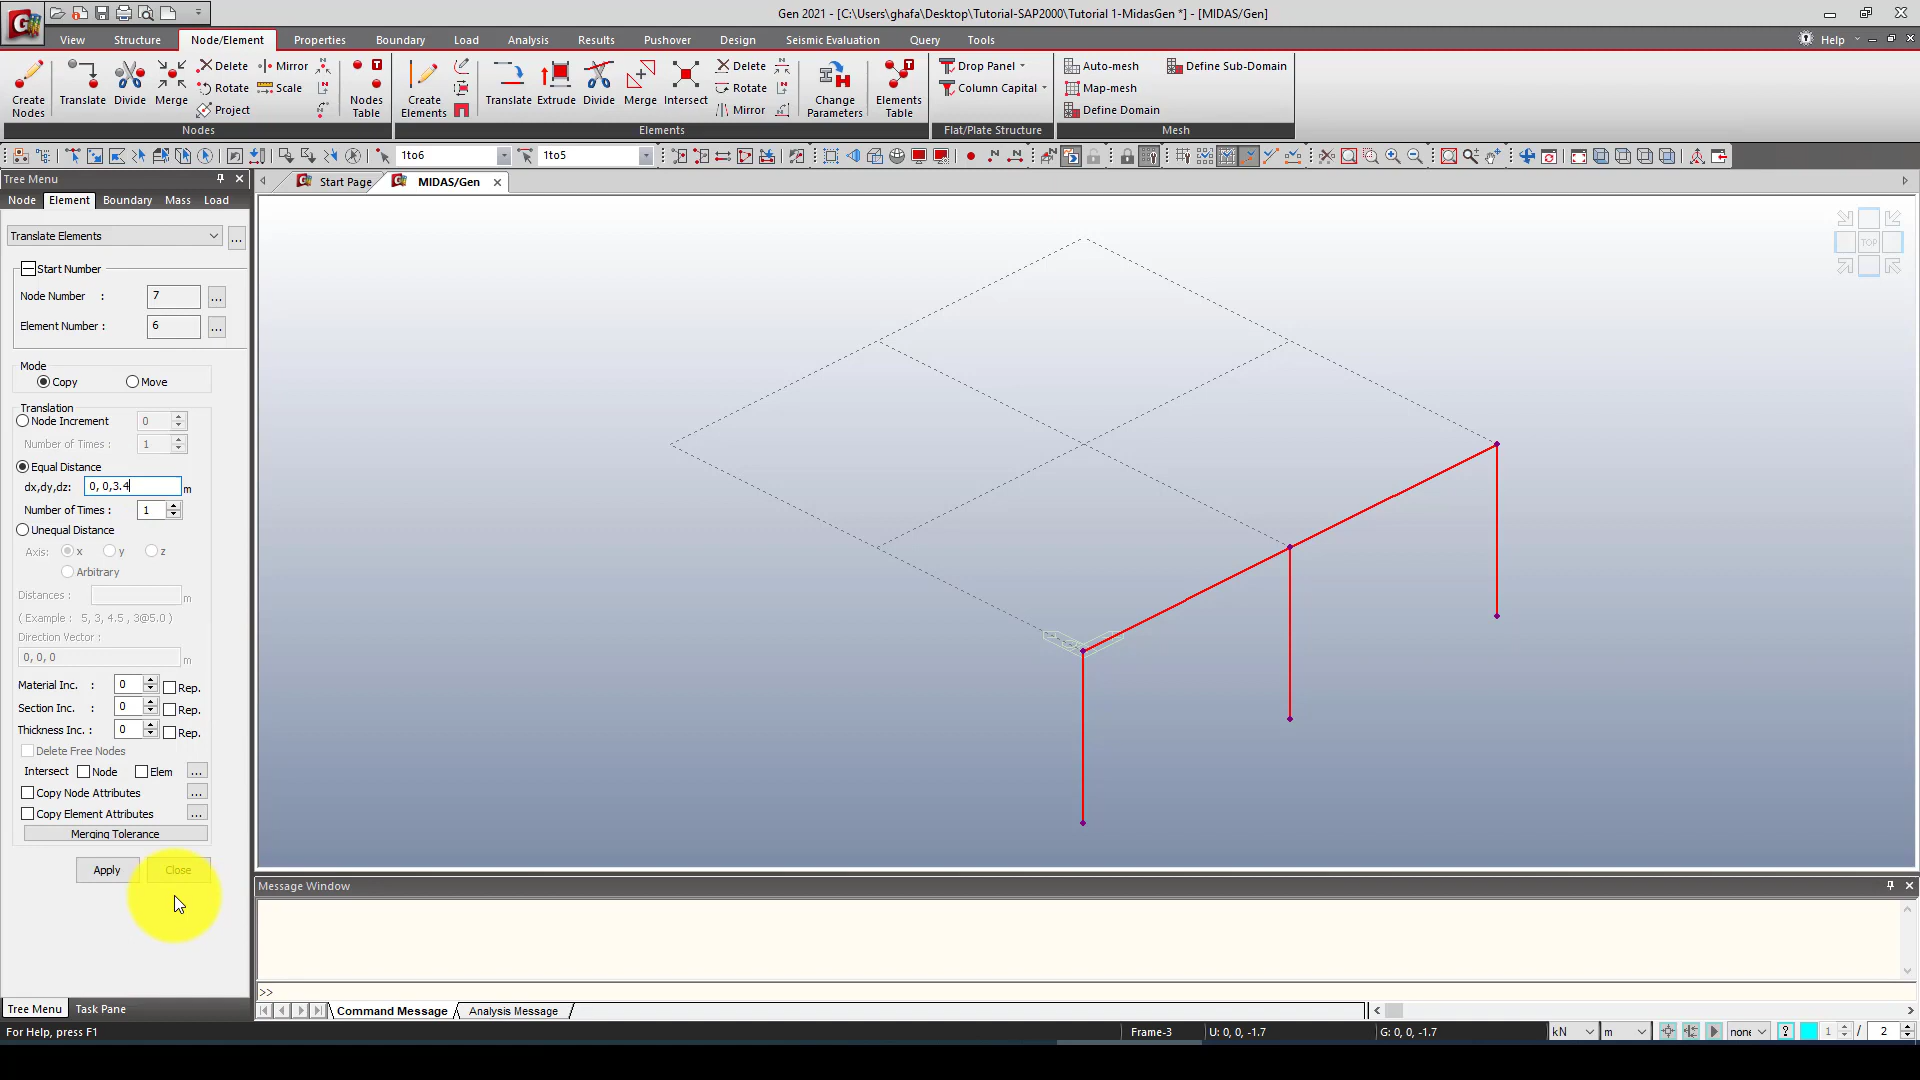 Gen 2021 - [C:\Users\ghafa\Desktop\Tutorial-SAP2000\Tutorial 1-MidasGen *] - [MIDAS/Gen]
View Structure Node/Element Properties Boundary Load Analysis Results Pushover Design Seismic Evaluation Query Tools Help
Create Nodes Translate Divide Merge Delete Rotate Project Mirror Scale Nodes Table
Create Elements Translate Extrude Divide Merge Intersect Delete Rotate Mirror Change Parameters Elements Table
Drop Panel Column Capital Auto-mesh Map-mesh Define Domain Define Sub-Domain
Nodes Elements Flat/Plate Structure Mesh
1to6 1to5
Tree Menu
Start Page MIDAS/Gen
Node Element Boundary Mass Load
TOP
Translate Elements ...
Start Number
Node Number : 7 ...
Element Number : 6 ...
Mode
Copy Move
Translation
Node Increment 0
Number of Times : 1
Equal Distance
dx,dy,dz: 0, 0,3.4 m
Number of Times : 1
Unequal Distance
Axis: x y z
Arbitrary
Distances : m
( Example : 5, 3, 4.5 , 3@5.0 )
Direction Vector :
0, 0, 0 m
Material Inc. : 0 Rep.
Section Inc. : 0 Rep.
Thickness Inc. : 0 Rep.
Delete Free Nodes
Intersect Node Elem ...
Copy Node Attributes ...
Copy Element Attributes ...
Merging Tolerance
Apply Close
Message Window
>>
Tree Menu Task Pane
Command Message Analysis Message
For Help, press F1 Frame-3 U: 0, 0, -1.7 G: 0, 0, -1.7 kN m none ? 1 / 2